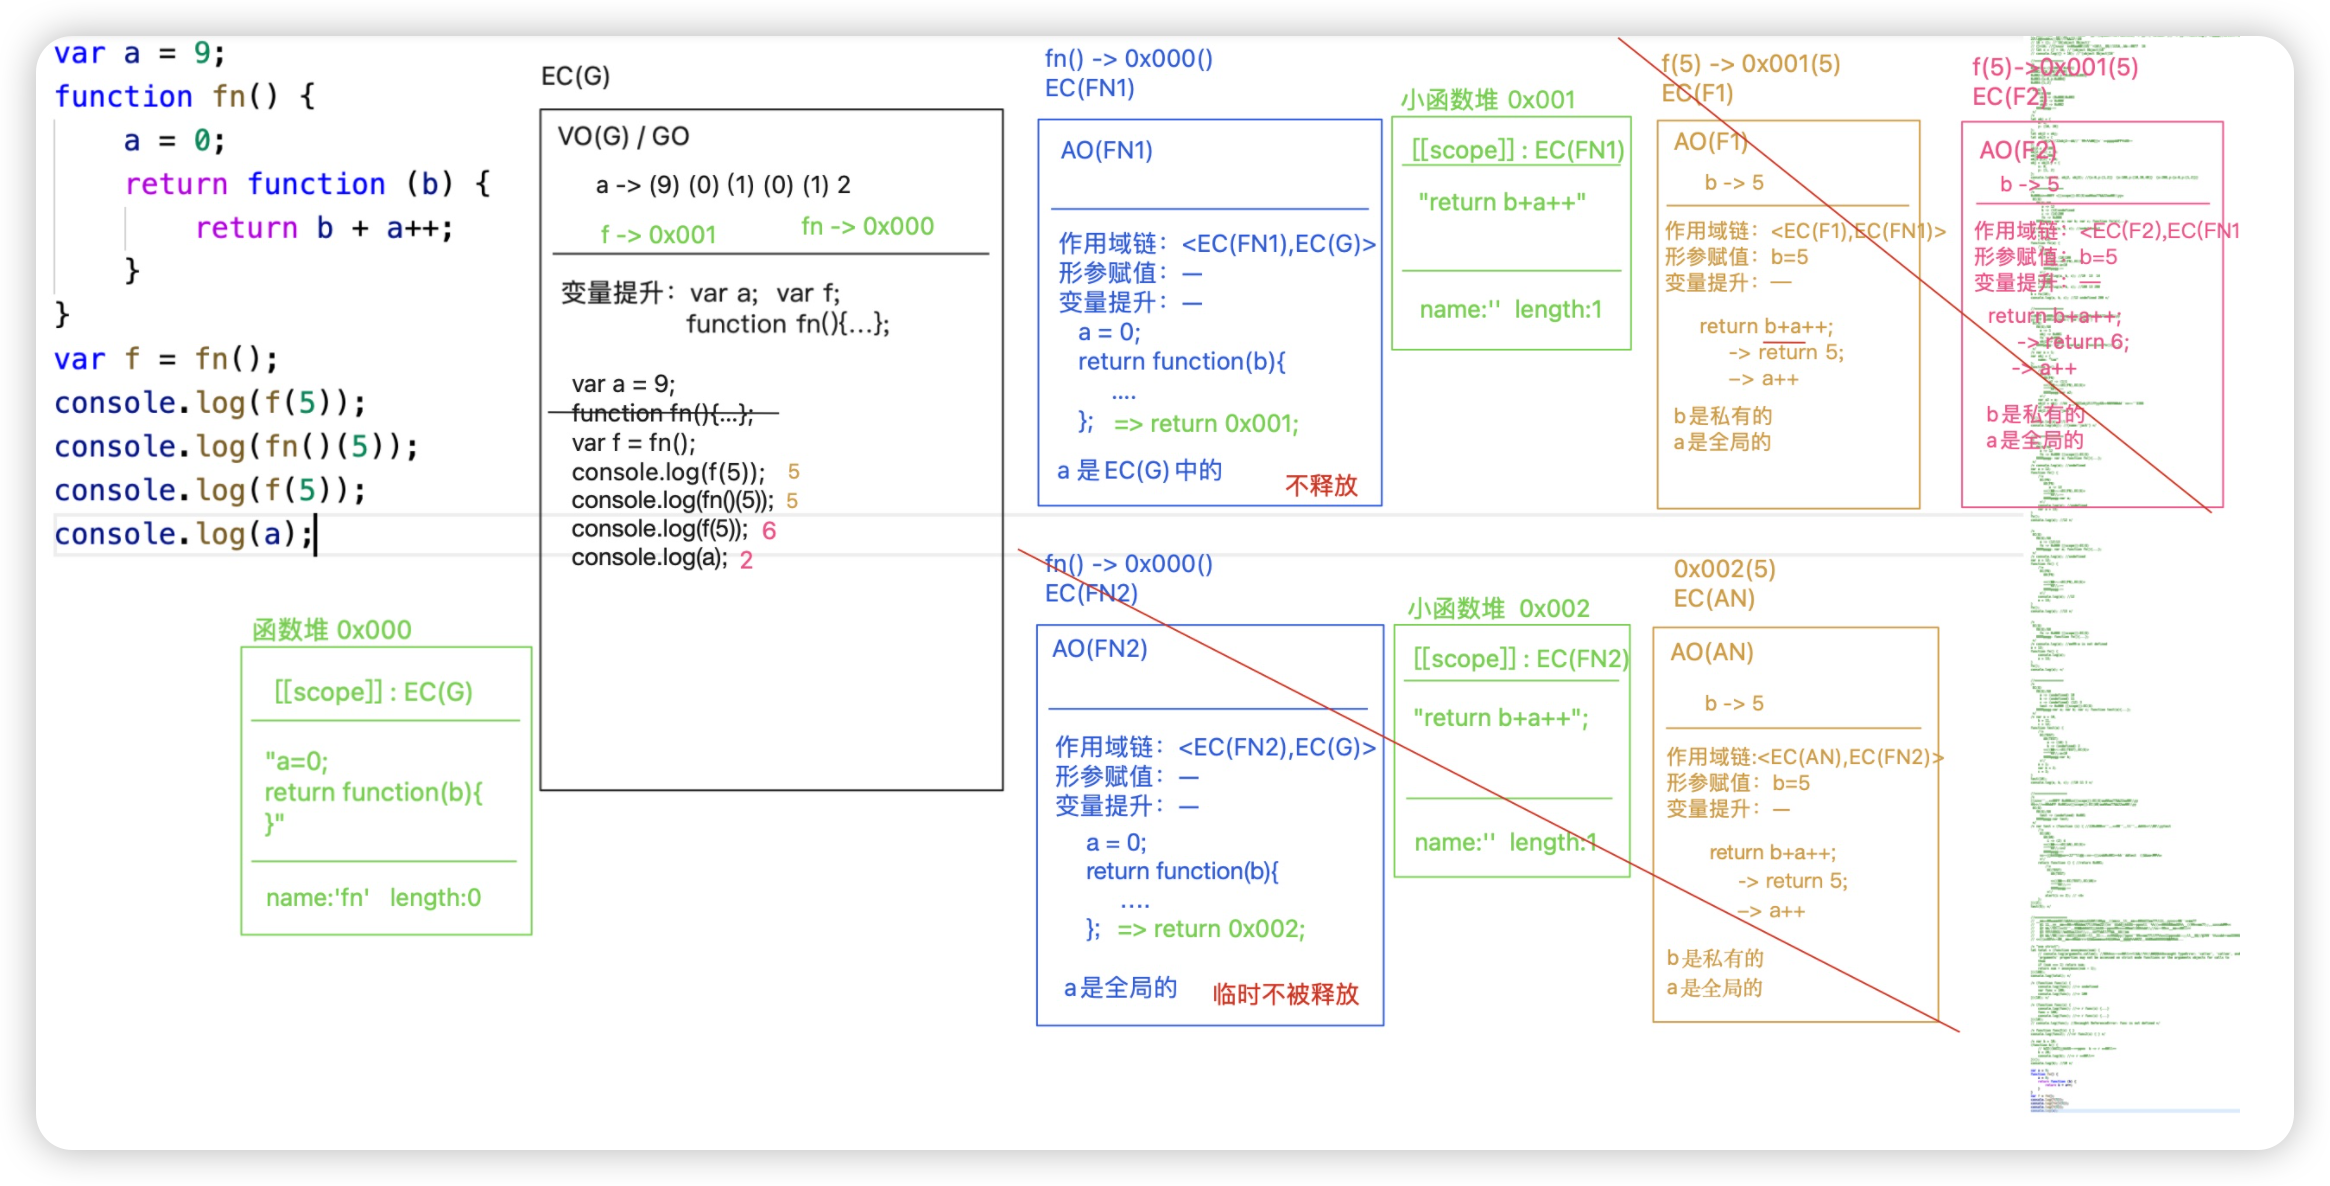 var a = 9;
function fn() {
a = 0;
return function (b) {
return b + a++;
}
}
var f = fn();
console.log(f(5));
console.log(fn()(5));
console.log(f(5));
console.log(a);
函数堆 0x000
[[scope]] : EC(G)
"a=0;
return function(b){
}"
name:'fn' length:0
EC(G)
VO(G) / GO
a -> (9) (0) (1) (0) (1) 2
f -> 0x001 fn -> 0x000
变量提升： var a; var f;
function fn(){...};
var a = 9;
function fn(){...};
var f = fn();
console.log(f(5)); 5
console.log(fn()(5)); 5
console.log(f(5)); 6
console.log(a); 2
fn() -> 0x000()
EC(FN1)
AO(FN1)
作用域链：<EC(FN1),EC(G)>
形参赋值：—
变量提升：—
a = 0;
return function(b){
....
}; => return 0x001;
a 是EC(G)中的
不释放
小函数堆 0x001
[[scope]] : EC(FN1)
"return b+a++"
name:'' length:1
f(5) -> 0x001(5)
EC(F1)
AO(F1)
b -> 5
作用域链：<EC(F1),EC(FN1)>
形参赋值：b=5
变量提升：—
return b+a++;
-> return 5;
-> a++
b是私有的
a是全局的
f(5)->0x001(5)
EC(F2)
AO(F2)
b -> 5
作用域链：<EC(F2),EC(FN1
形参赋值：b=5
变量提升：—
return b+a++;
-> return 6;
-> a++
b是私有的
a是全局的
fn() -> 0x000()
EC(FN2)
AO(FN2)
作用域链：<EC(FN2),EC(G)>
形参赋值：—
变量提升：—
a = 0;
return function(b){
....
}; => return 0x002;
a是全局的
临时不被释放
小函数堆 0x002
[[scope]] : EC(FN2)
"return b+a++";
name:'' length:1
0x002(5)
EC(AN)
AO(AN)
b -> 5
作用域链:<EC(AN),EC(FN2)>
形参赋值：b=5
变量提升：—
return b+a++;
-> return 5;
-> a++
b是私有的
a是全局的